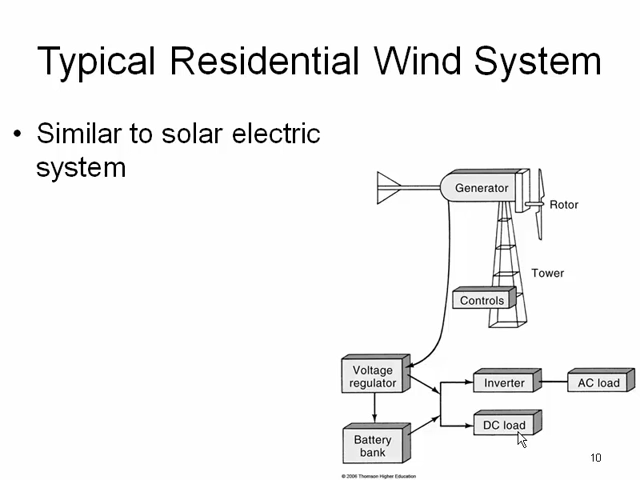 Typical Residential Wind System
• Similar to solar electric
system
Generator
Rotor
Tower
Controls
Voltage
regulator
Inverter
AC load
DC load
Battery
bank
10
© 2006 Thomson Higher Education